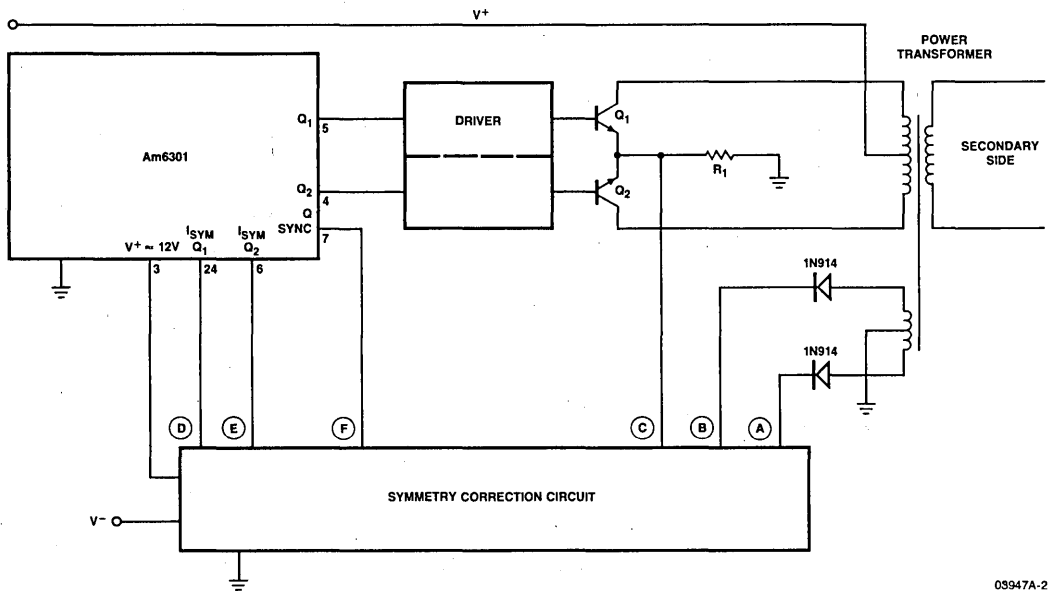 V+
POWER
TRANSFORMER
Am6301
Q1
5
Q2
4
Q
SYNC
7
V+ = 12V
3
ISYM
Q1
24
ISYM
Q2
6
DRIVER
Q1
Q2
R1
SECONDARY
SIDE
1N914
1N914
D
E
F
C
B
A
SYMMETRY CORRECTION CIRCUIT
V-
03947A-2